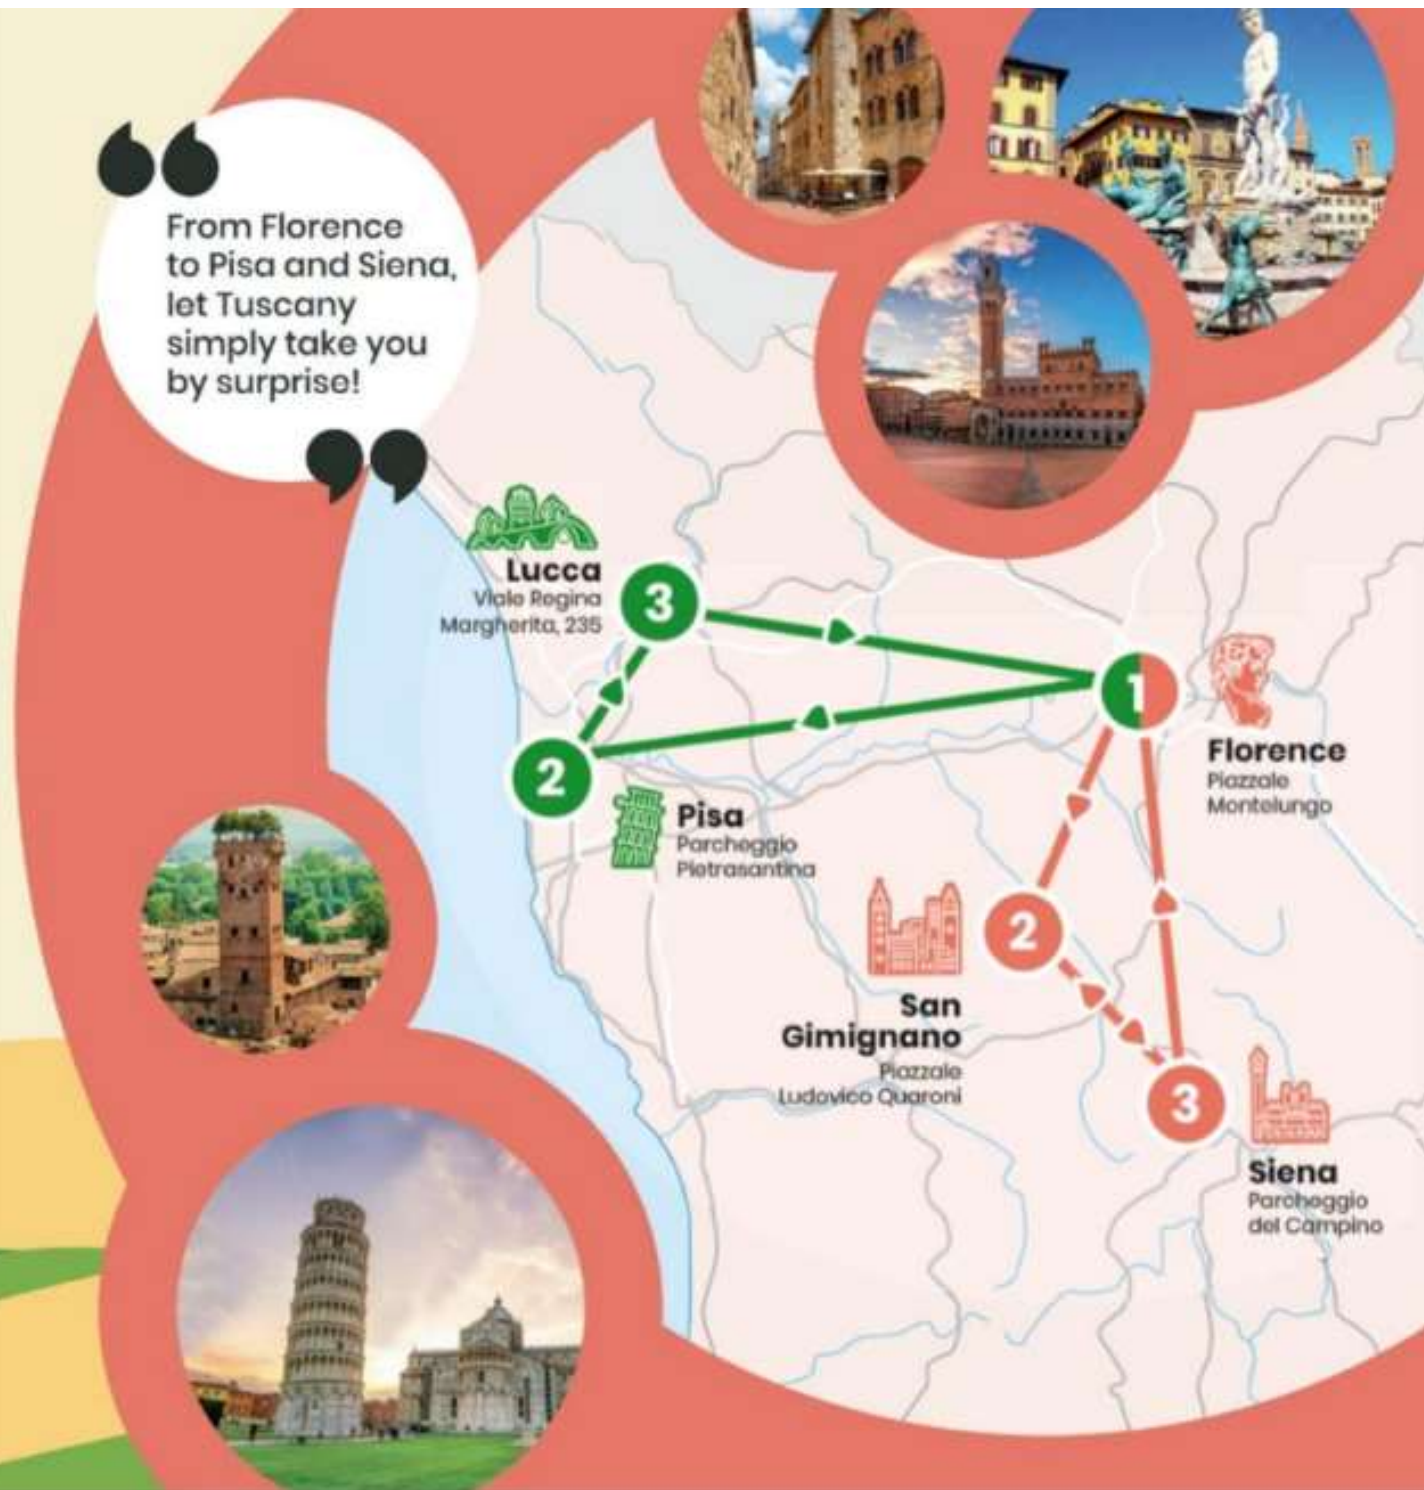 From Florence
to Pisa and Siena,
let Tuscany
simply take you
by surprise!
Lucca
Viale Regina
Margherita, 235
3
1
Florence
Piazzale
Montelungo
2
Pisa
Parcheggio
Pietrasantina
2
San
Gimignano
Piazzale
Ludovico Quaroni
3
Siena
Parcheggio
del Campino